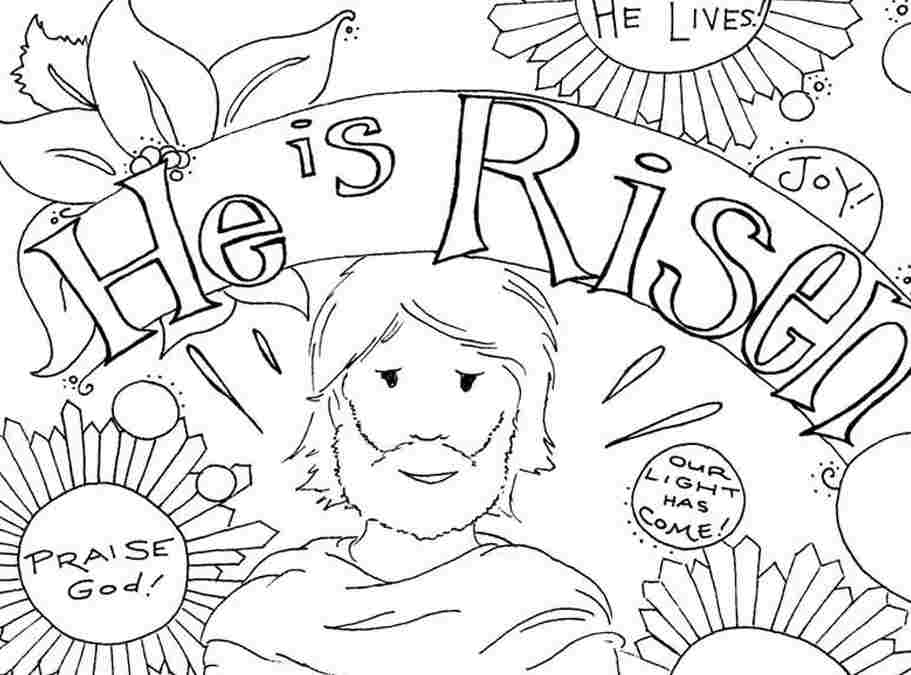 He Lives.
He is Risen
Joy!
Our
Light
Has
Come!
Praise
God!